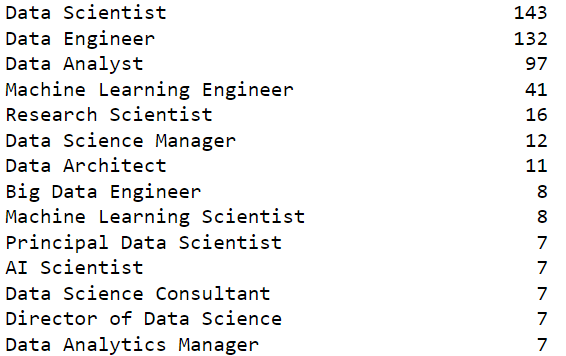 Data Scientist 143
Data Engineer 132
Data Analyst 97
Machine Learning Engineer 41
Research Scientist 16
Data Science Manager 12
Data Architect 11
Big Data Engineer 8
Machine Learning Scientist 8
Principal Data Scientist 7
AI Scientist 7
Data Science Consultant 7
Director of Data Science 7
Data Analytics Manager 7